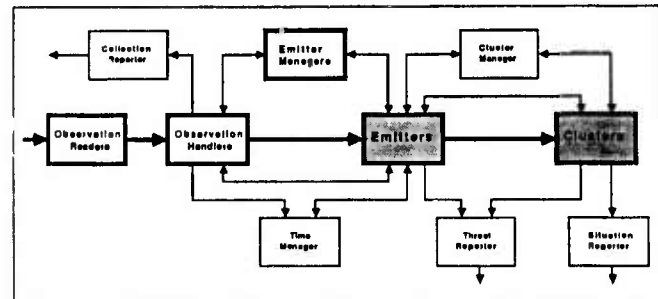 Collection
Reporter
Emitter
Managers
Cluster
Manager
Observation
Readers
Observation
Handlers
Emitters
Clusters
Time
Manager
Threat
Reporter
Situation
Reporter